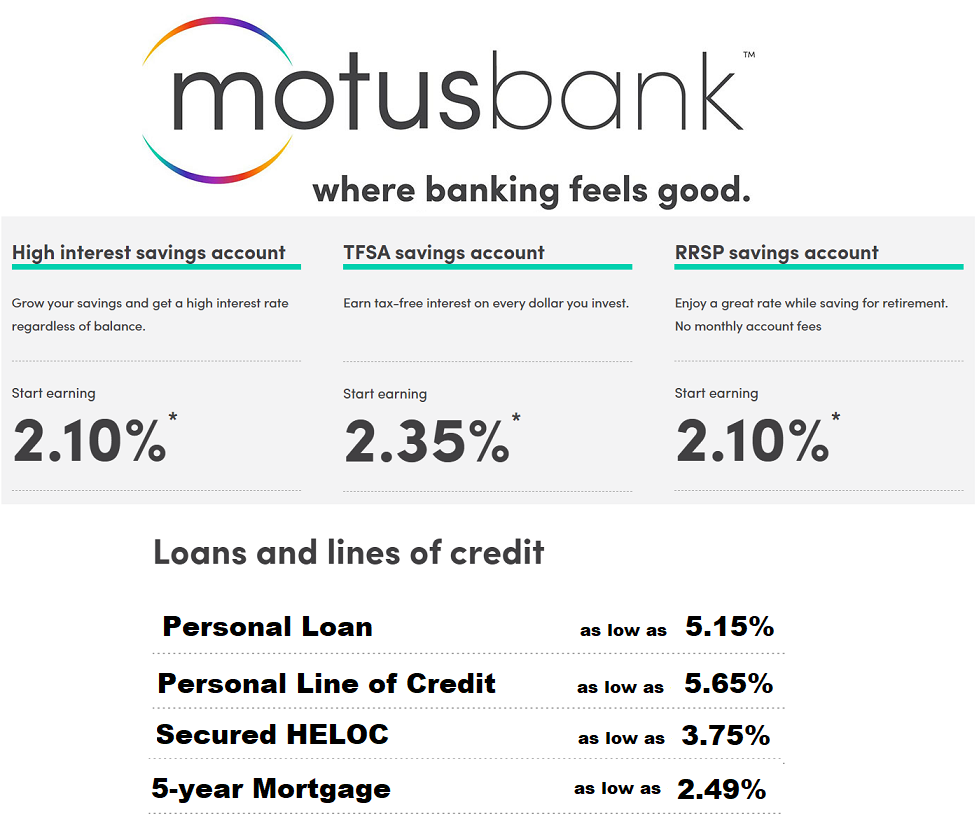 motusbank™
where banking feels good.
High interest savings account
Grow your savings and get a high interest rate
regardless of balance.
Start earning
2.10%*
TFSA savings account
Earn tax-free interest on every dollar you invest.
Start earning
2.35%*
RRSP savings account
Enjoy a great rate while saving for retirement.
No monthly account fees
Start earning
2.10%*
Loans and lines of credit
Personal Loan as low as 5.15%
Personal Line of Credit as low as 5.65%
Secured HELOC as low as 3.75%
5-year Mortgage as low as 2.49%